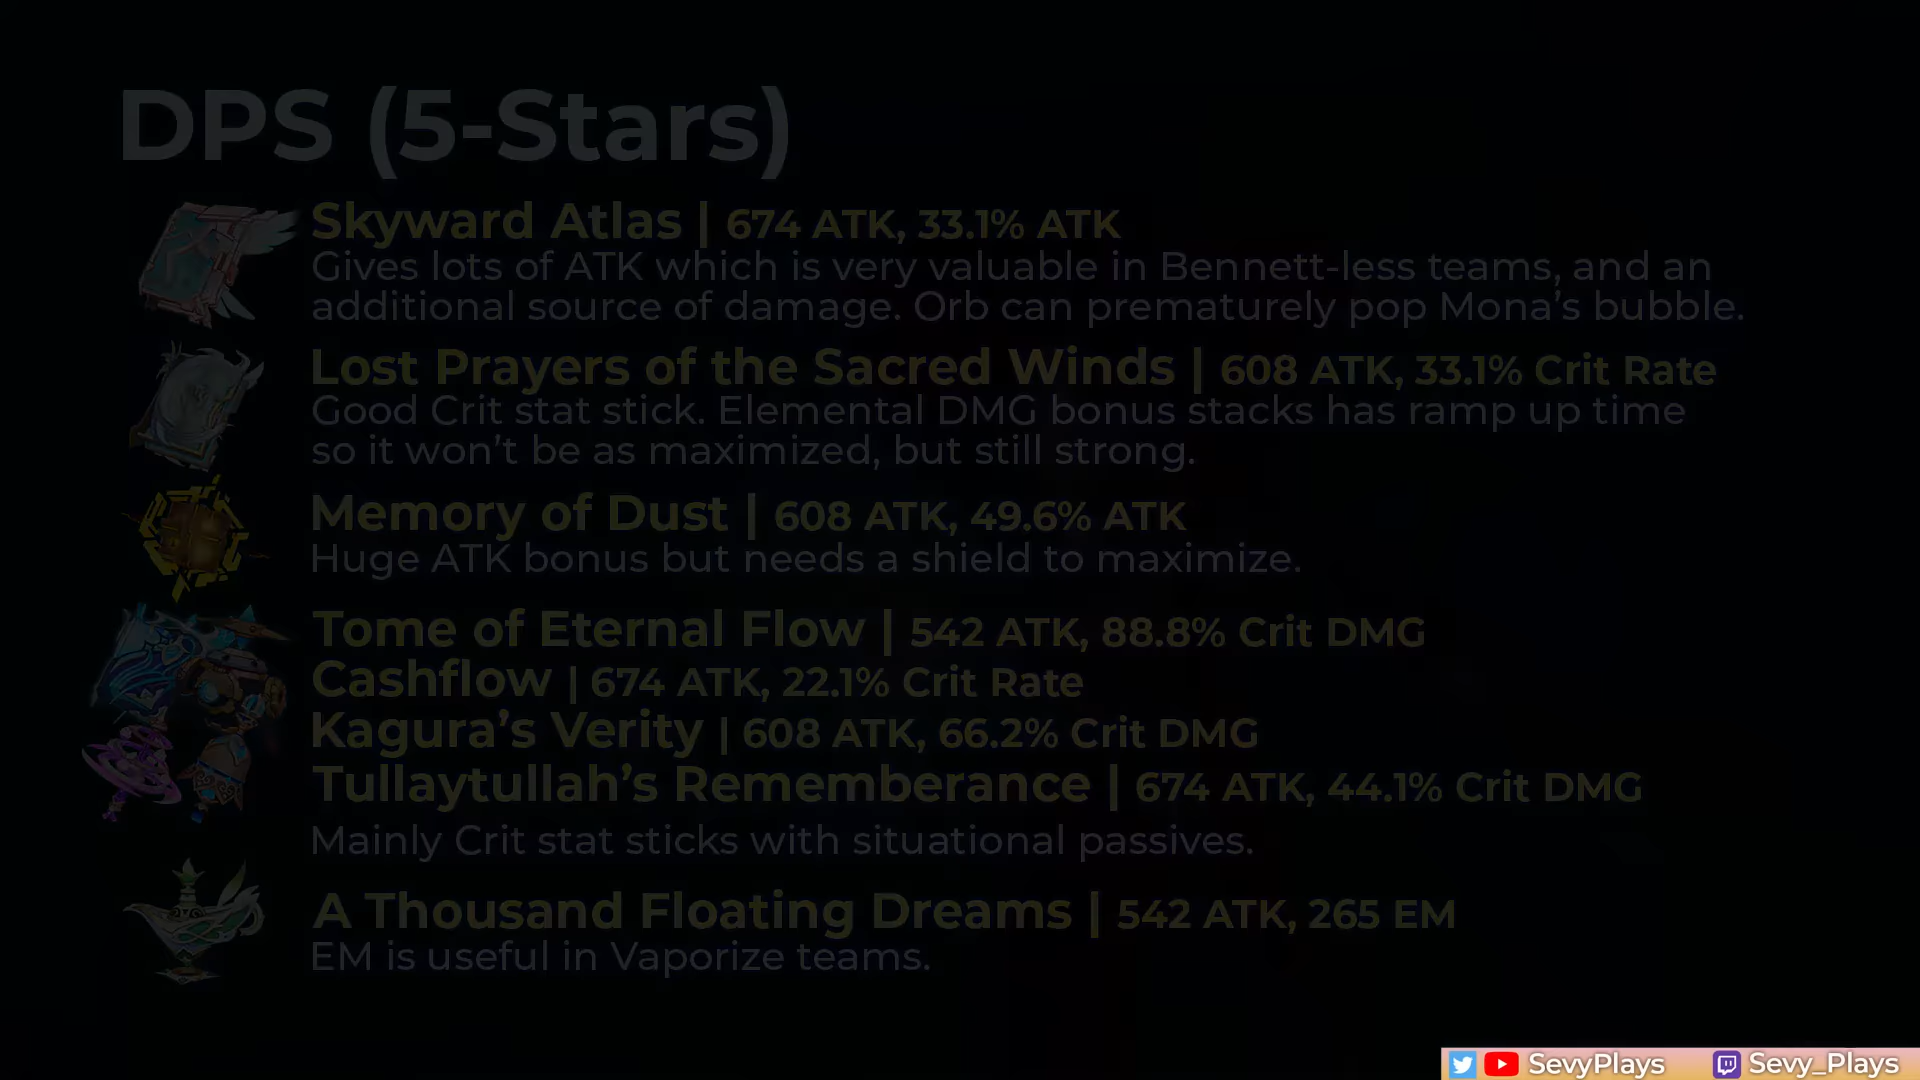 DPS (5-Stars)
Skyward Atlas | 674 ATK, 33.1% ATK
Gives lots of ATK which is very valuable in Bennett-less teams, and an
additional source of damage. Orb can prematurely pop Mona’s bubble.
Lost Prayers of the Sacred Winds | 608 ATK, 33.1% Crit Rate
Good Crit stat stick. Elemental DMG bonus stacks has ramp up time
so it won’t be as maximized, but still strong.
Memory of Dust | 608 ATK, 49.6% ATK
Huge ATK bonus but needs a shield to maximize.
Tome of Eternal Flow | 542 ATK, 88.8% Crit DMG
Cashflow | 674 ATK, 22.1% Crit Rate
Kagura’s Verity | 608 ATK, 66.2% Crit DMG
Tullaytullah’s Rememberance | 674 ATK, 44.1% Crit DMG
Mainly Crit stat sticks with situational passives.
A Thousand Floating Dreams | 542 ATK, 265 EM
EM is useful in Vaporize teams.
SevyPlays Sevy_Plays